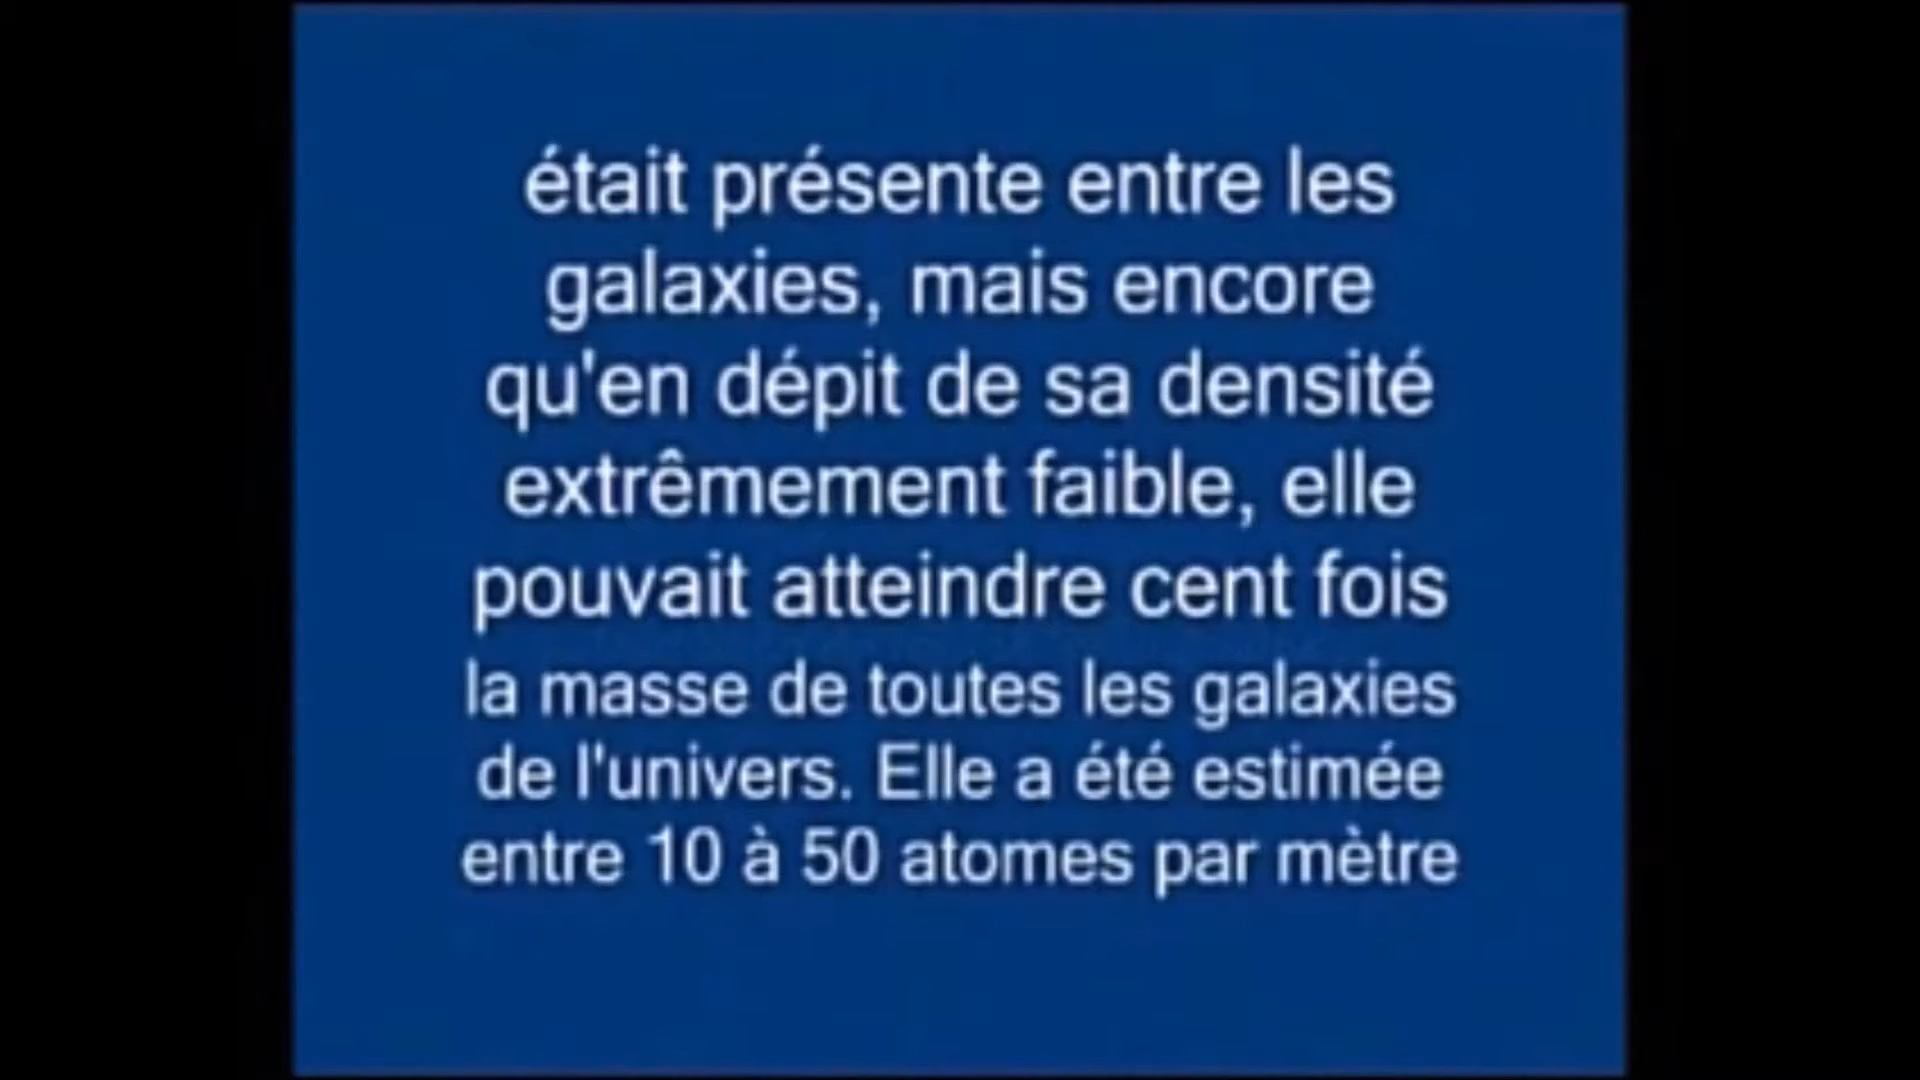 était présente entre les
galaxies, mais encore
qu'en dépit de sa densité
extrêmement faible, elle
pouvait atteindre cent fois
la masse de toutes les galaxies
de l'univers. Elle a été estimée
entre 10 à 50 atomes par mètre